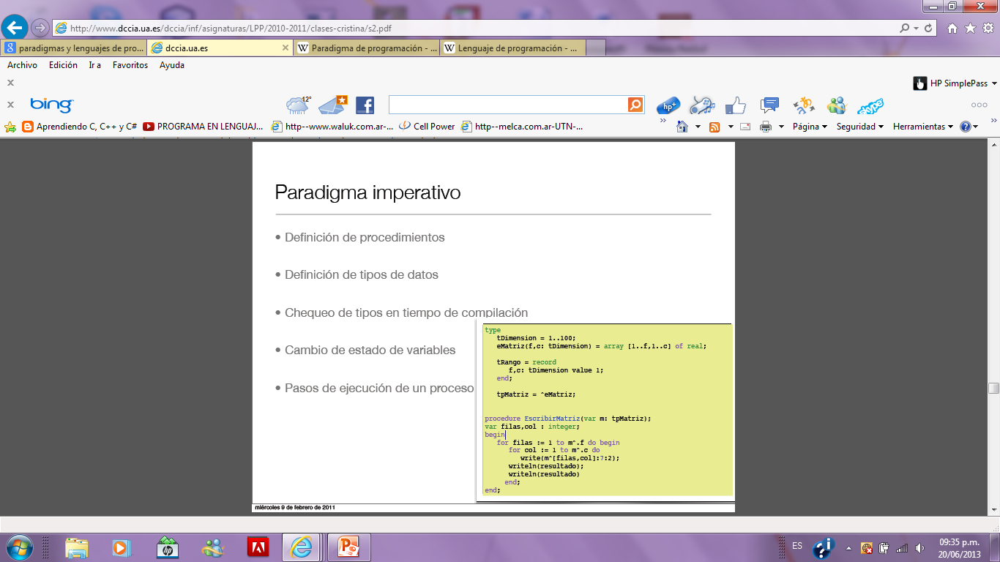 http://www.dccia.ua.es/dccia/inf/asignaturas/LPP/2010-2011/clases-cristina/s2.pdf
paradigmas y lenguajes de pro...
dccia.ua.es
Paradigma de programación - ...
Lenguaje de programación - ...
Archivo Edición Ir a Favoritos Ayuda
HP SimplePass
bing
12°
hp+
skype
Aprendiendo C, C++ y C#
PROGRAMA EN LENGUAJ...
http--www.waluk.com.ar-...
Cell Power
http--melca.com.ar-UTN-...
Página Seguridad Herramientas
Paradigma imperativo
• Definición de procedimientos
• Definición de tipos de datos
• Chequeo de tipos en tiempo de compilación
• Cambio de estado de variables
• Pasos de ejecución de un proceso
type
tDimension = 1..100;
eMatriz(f,c: tDimension) = array [1..f,1..c] of real;
tRango = record
f,c: tDimension value 1;
end;
tpMatriz = ^eMatriz;
procedure EscribirMatriz(var m: tpMatriz);
var filas,col : integer;
begin
for filas := 1 to m^.f do begin
for col := 1 to m^.c do
write(m^[filas,col]:7:2);
writeln(resultado);
writeln(resultado)
end;
end;
miércoles 9 de febrero de 2011
ES
09:35 p.m.
20/06/2013